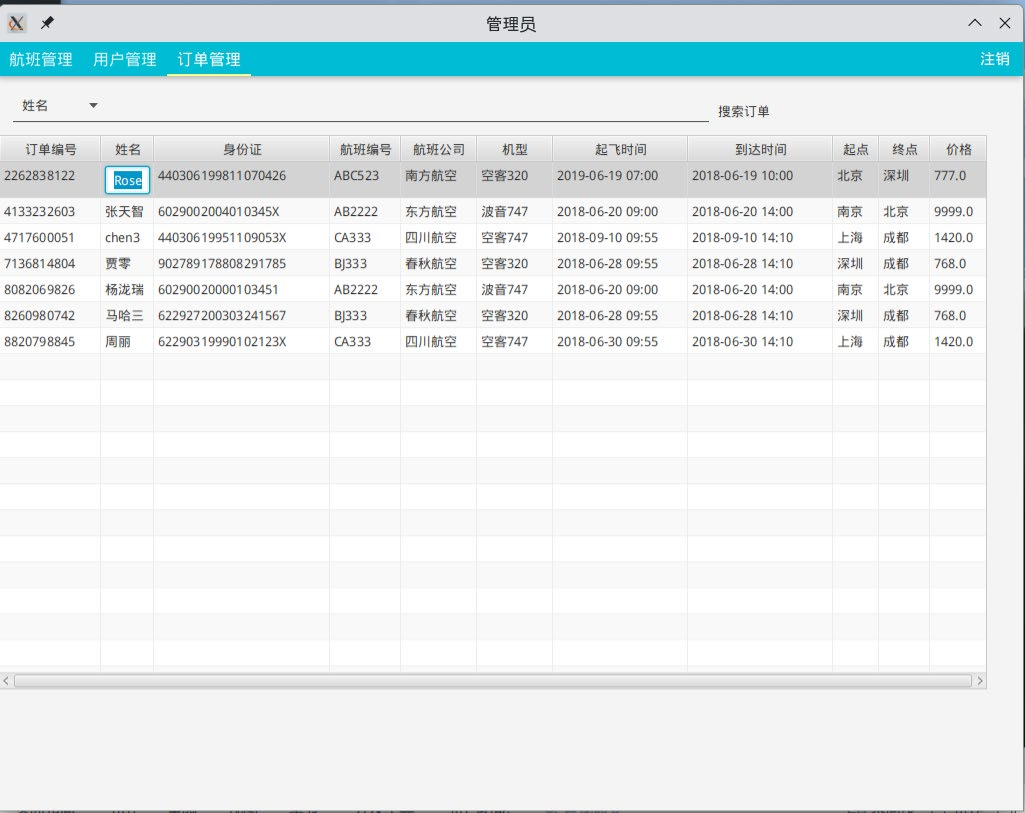 管理员
航班管理 用户管理 订单管理 注销
姓名 搜索订单
订单编号 姓名 身份证 航班编号 航班公司 机型 起飞时间 到达时间 起点 终点 价格
2262838122 Rose 440306199811070426 ABC523 南方航空 空客320 2019-06-19 07:00 2018-06-19 10:00 北京 深圳 777.0
4133232603 张天智 6029002004010345X AB2222 东方航空 波音747 2018-06-20 09:00 2018-06-20 14:00 南京 北京 9999.0
4717600051 chen3 44030619951109053X CA333 四川航空 空客747 2018-09-10 09:55 2018-09-10 14:10 上海 成都 1420.0
7136814804 贾零 902789178808291785 BJ333 春秋航空 空客320 2018-06-28 09:55 2018-06-28 14:10 深圳 成都 768.0
8082069826 杨泷瑞 60290020000103451 AB2222 东方航空 波音747 2018-06-20 09:00 2018-06-20 14:00 南京 北京 9999.0
8260980742 马哈三 622927200303241567 BJ333 春秋航空 空客320 2018-06-28 09:55 2018-06-28 14:10 深圳 成都 768.0
8820798845 周丽 62290319990102123X CA333 四川航空 空客747 2018-06-30 09:55 2018-06-30 14:10 上海 成都 1420.0